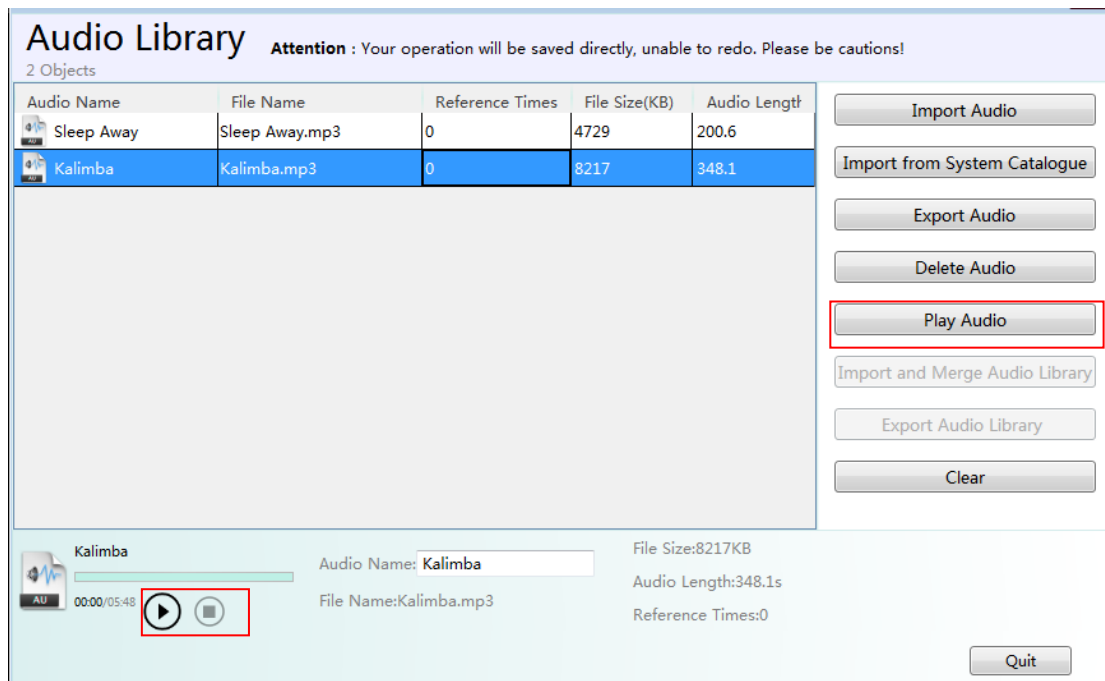 Audio Library
Attention : Your operation will be saved directly, unable to redo. Please be cautions!
2 Objects
Audio Name File Name Reference Times File Size(KB) Audio Length
Sleep Away Sleep Away.mp3 0 4729 200.6
Kalimba Kalimba.mp3 0 8217 348.1
Import Audio
Import from System Catalogue
Export Audio
Delete Audio
Play Audio
Import and Merge Audio Library
Export Audio Library
Clear
Kalimba
AU
00:00/05:48
Audio Name: Kalimba
File Name:Kalimba.mp3
File Size:8217KB
Audio Length:348.1s
Reference Times:0
Quit